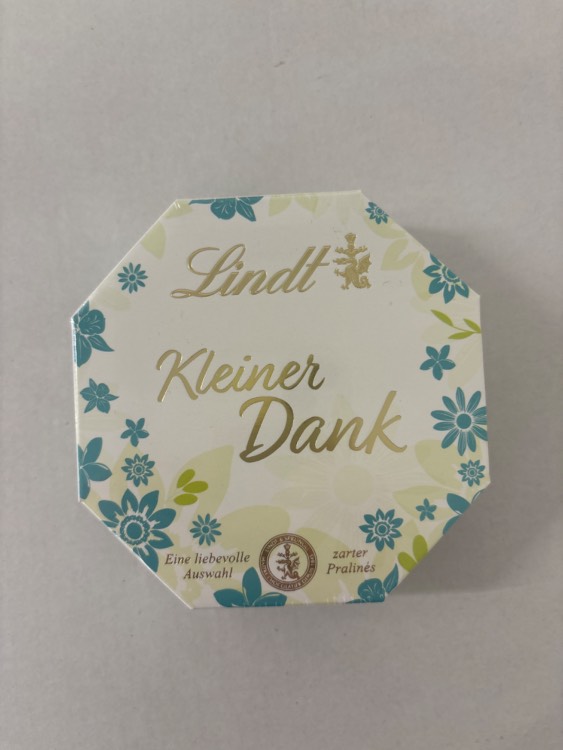 Lindt
Kleiner
Dank
Eine liebevolle
Auswahl
zarter
Pralinés